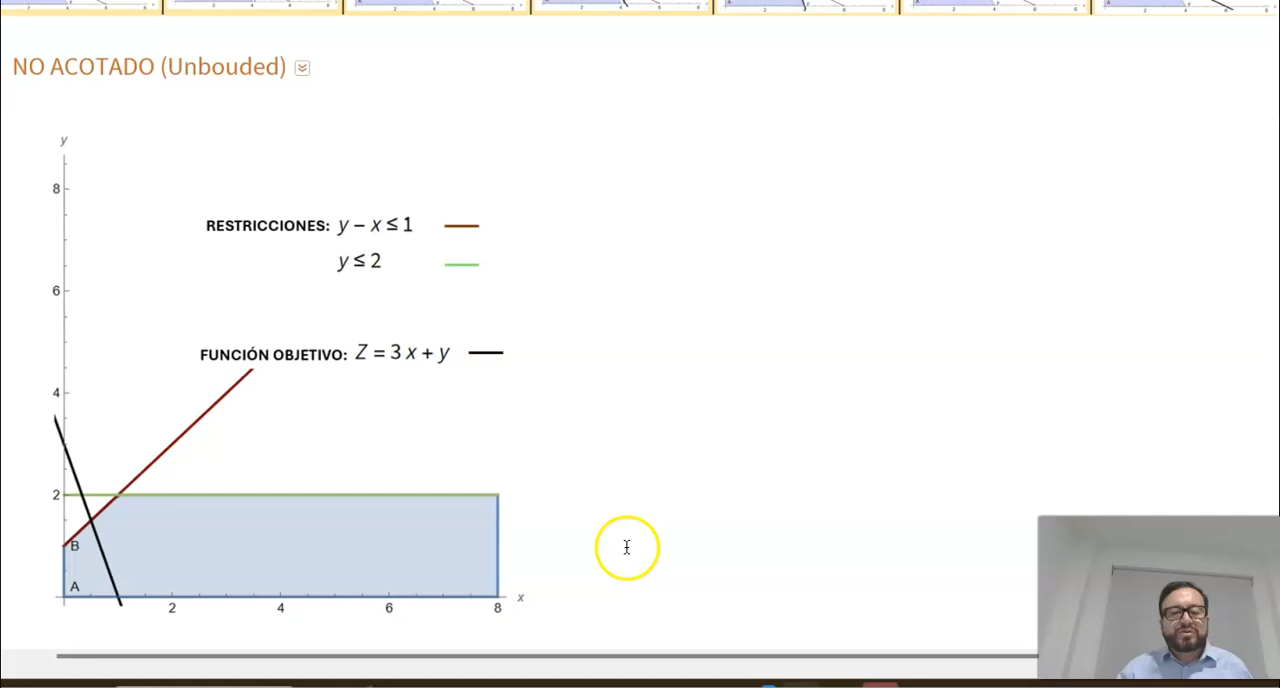 NO ACOTADO (Unbouded)
y
8
RESTRICCIONES: y – x ≤ 1
y ≤ 2
6
FUNCIÓN OBJETIVO: Z = 3 x + y
4
2
B
A
2 4 6 8 x